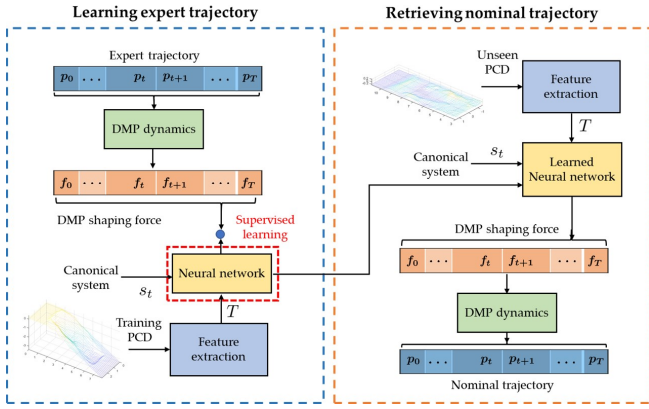 Learning expert trajectory
Expert trajectory
p0 ... pt pt+1 ... pT
DMP dynamics
f0 ... ft ft+1 ... fT
DMP shaping force
Supervised
learning
Canonical
system
st
Neural network
T
Training
PCD
Feature
extraction
Retrieving nominal trajectory
Unseen
PCD
Feature
extraction
T
Canonical
system
st
Learned
Neural network
DMP shaping force
f0 ... ft ft+1 ... fT
DMP dynamics
p0 ... pt pt+1 ... pT
Nominal trajectory